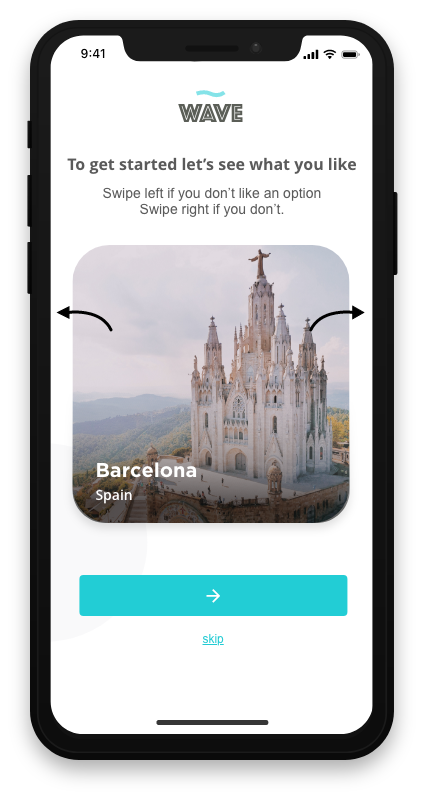 9:41
WAVE
To get started let's see what you like
Swipe left if you don't like an option
Swipe right if you don't.
Barcelona
Spain
skip